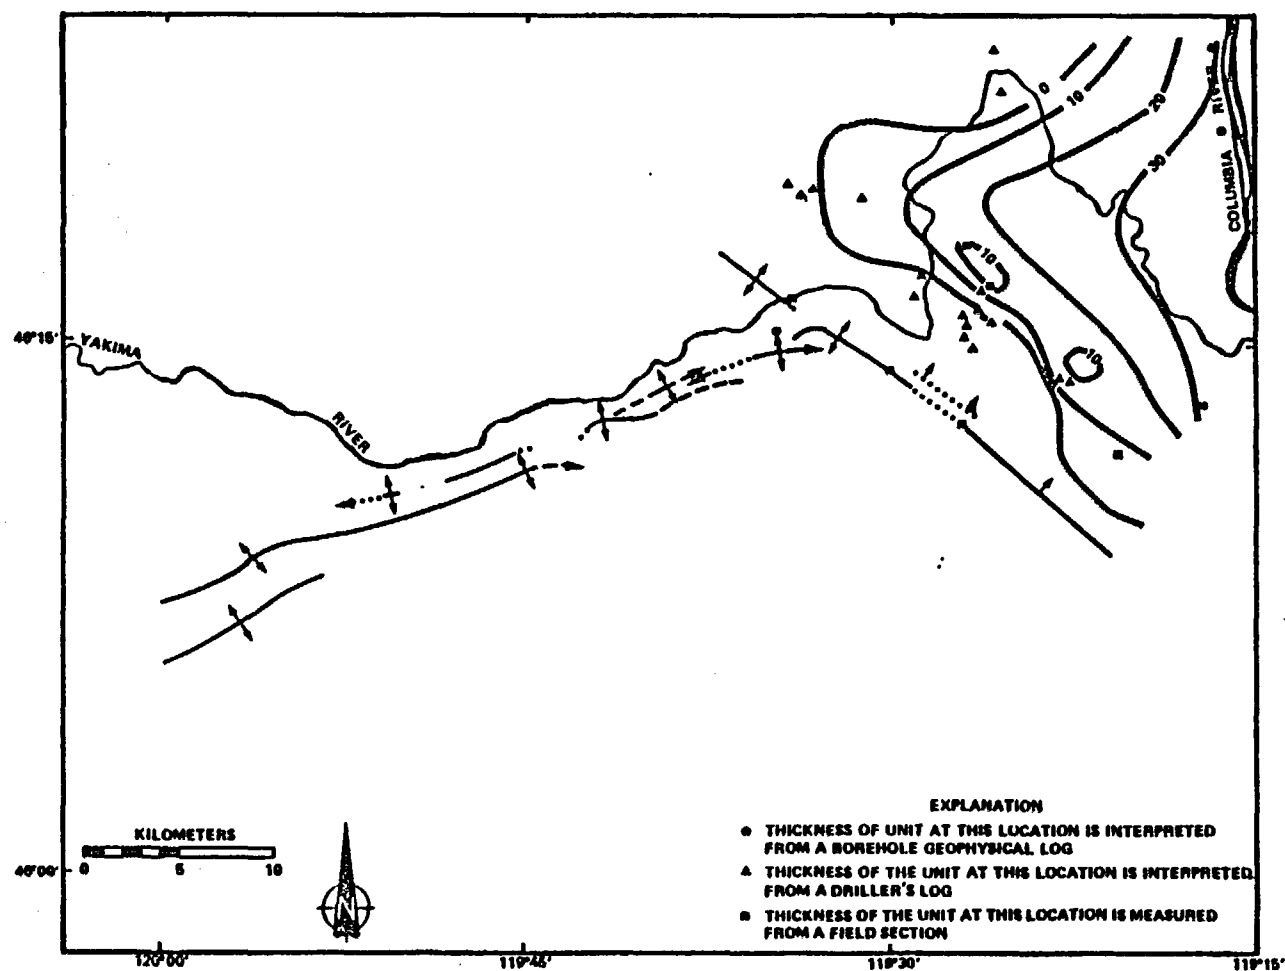 0
10
20
30
COLUMBIA RIVER
10
10
46°15'
YAKIMA
RIVER
EXPLANATION
THICKNESS OF UNIT AT THIS LOCATION IS INTERPRETED
FROM A BOREHOLE GEOPHYSICAL LOG
THICKNESS OF THE UNIT AT THIS LOCATION IS INTERPRETED
FROM A DRILLER'S LOG
THICKNESS OF THE UNIT AT THIS LOCATION IS MEASURED
FROM A FIELD SECTION
KILOMETERS
0 5 10
46°00'
N
120°00' 119°45' 119°30' 119°15'